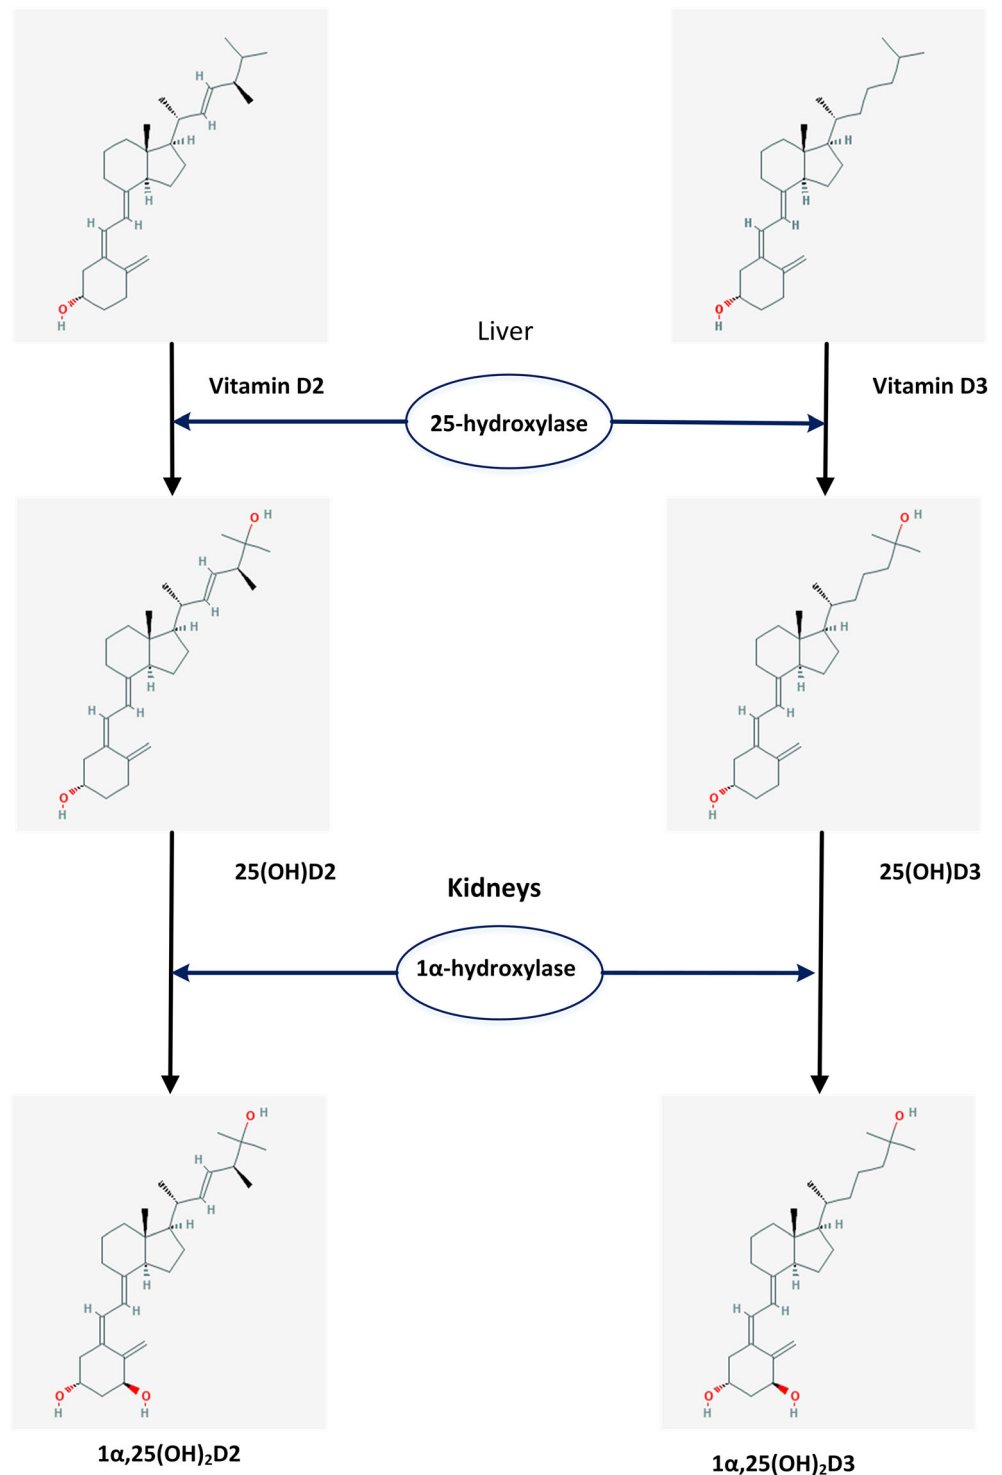 H
H
H
H
H
H
O
H
H
H
H
H
O
H
Liver
Vitamin D2
Vitamin D3
25-hydroxylase
O H
H
H
H
H
H
H
O
H
O H
H
H
H
H
O
H
25(OH)D2
25(OH)D3
Kidneys
1α-hydroxylase
O H
H
H
H
H
H
H
O
H
O
H
O H
H
H
H
H
O
H
O
H
1α,25(OH)₂D2
1α,25(OH)₂D3